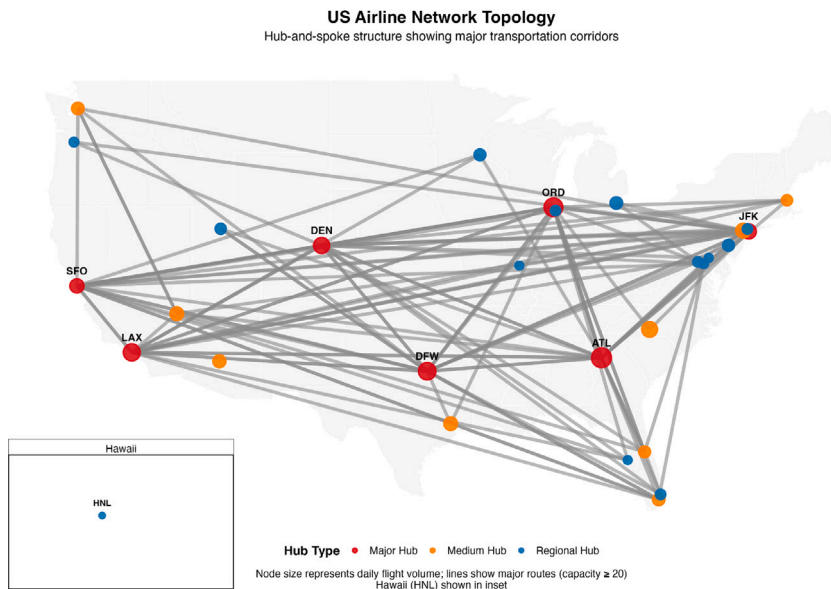 US Airline Network Topology
Hub-and-spoke structure showing major transportation corridors
ORD
JFK
DEN
SFO
LAX
DFW
ATL
Hawaii
HNL
Hub Type Major Hub Medium Hub Regional Hub
Node size represents daily flight volume; lines show major routes (capacity ≥ 20)
Hawaii (HNL) shown in inset